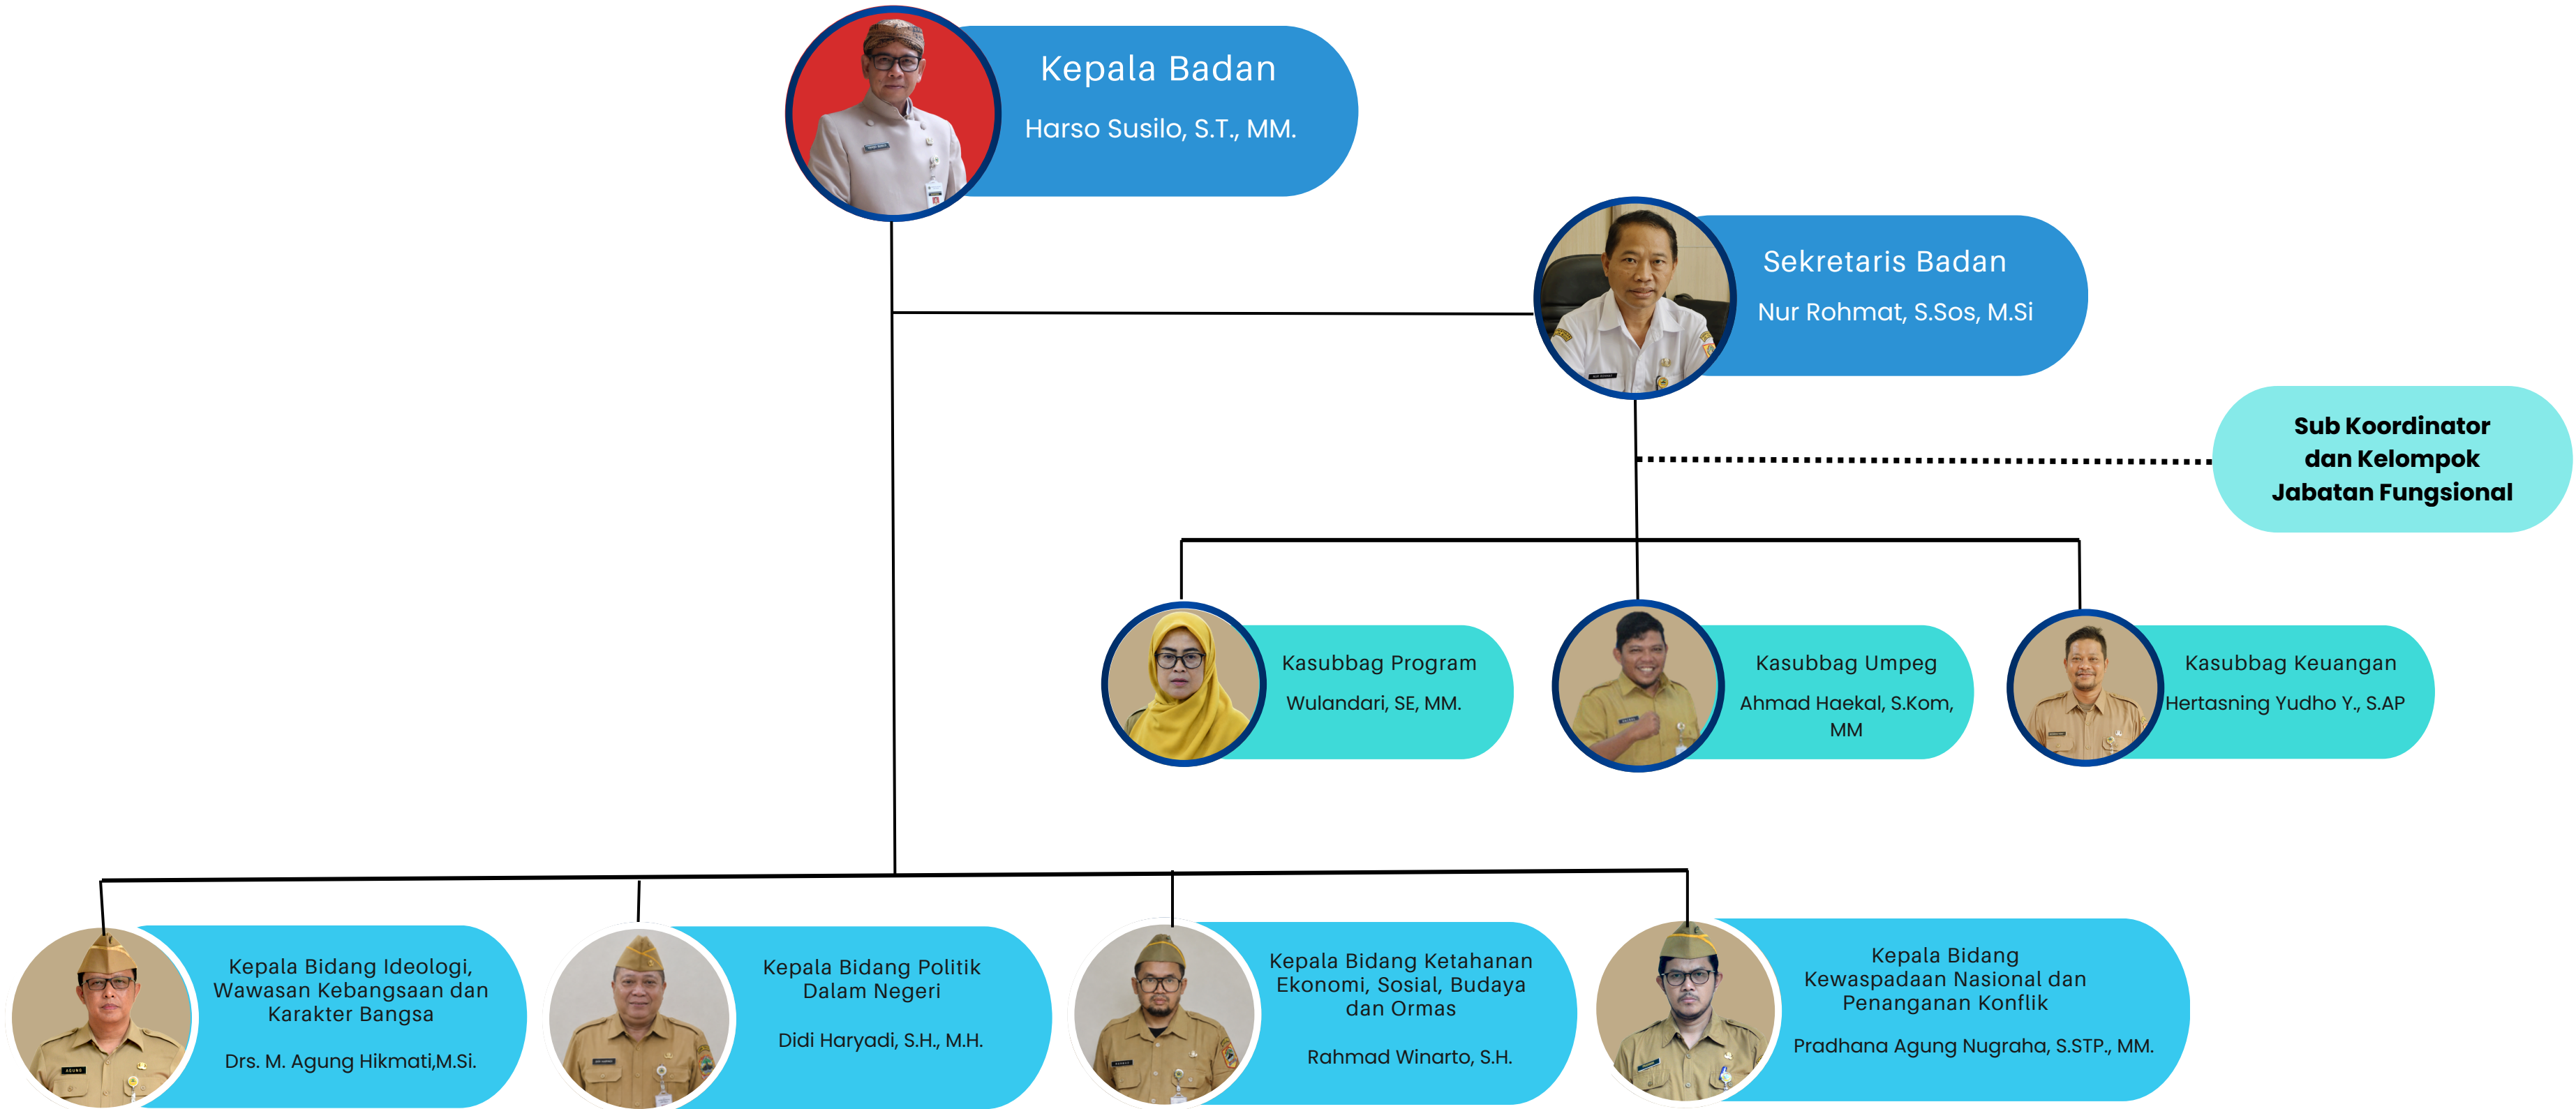 Kepala Badan
Harso Susilo, S.T., MM.
Sekretaris Badan
Nur Rohmat, S.Sos, M.Si
Sub Koordinator
dan Kelompok
Jabatan Fungsional
Kasubbag Program
Wulandari, SE, MM.
Kasubbag Umpeg
Ahmad Haekal, S.Kom,
MM
Kasubbag Keuangan
Hertasning Yudho Y., S.AP
Kepala Bidang Ideologi,
Wawasan Kebangsaan dan
Karakter Bangsa
Drs. M. Agung Hikmati,M.Si.
AGUNG
Kepala Bidang Politik
Dalam Negeri
Didi Haryadi, S.H., M.H.
Kepala Bidang Ketahanan
Ekonomi, Sosial, Budaya
dan Ormas
Rahmad Winarto, S.H.
Kepala Bidang
Kewaspadaan Nasional dan
Penanganan Konflik
Pradhana Agung Nugraha, S.STP., MM.